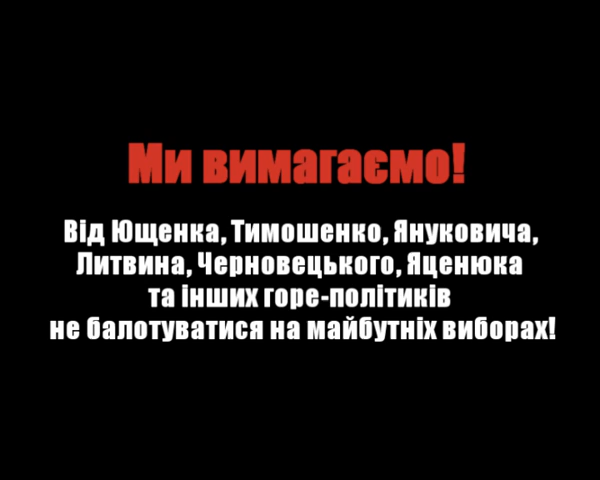 Ми вимагаємо!
Від Ющенка, Тимошенко, Януковича,
Литвина, Черновецького, Яценюка
та інших горе-політиків
не балотуватися на майбутніх виборах!